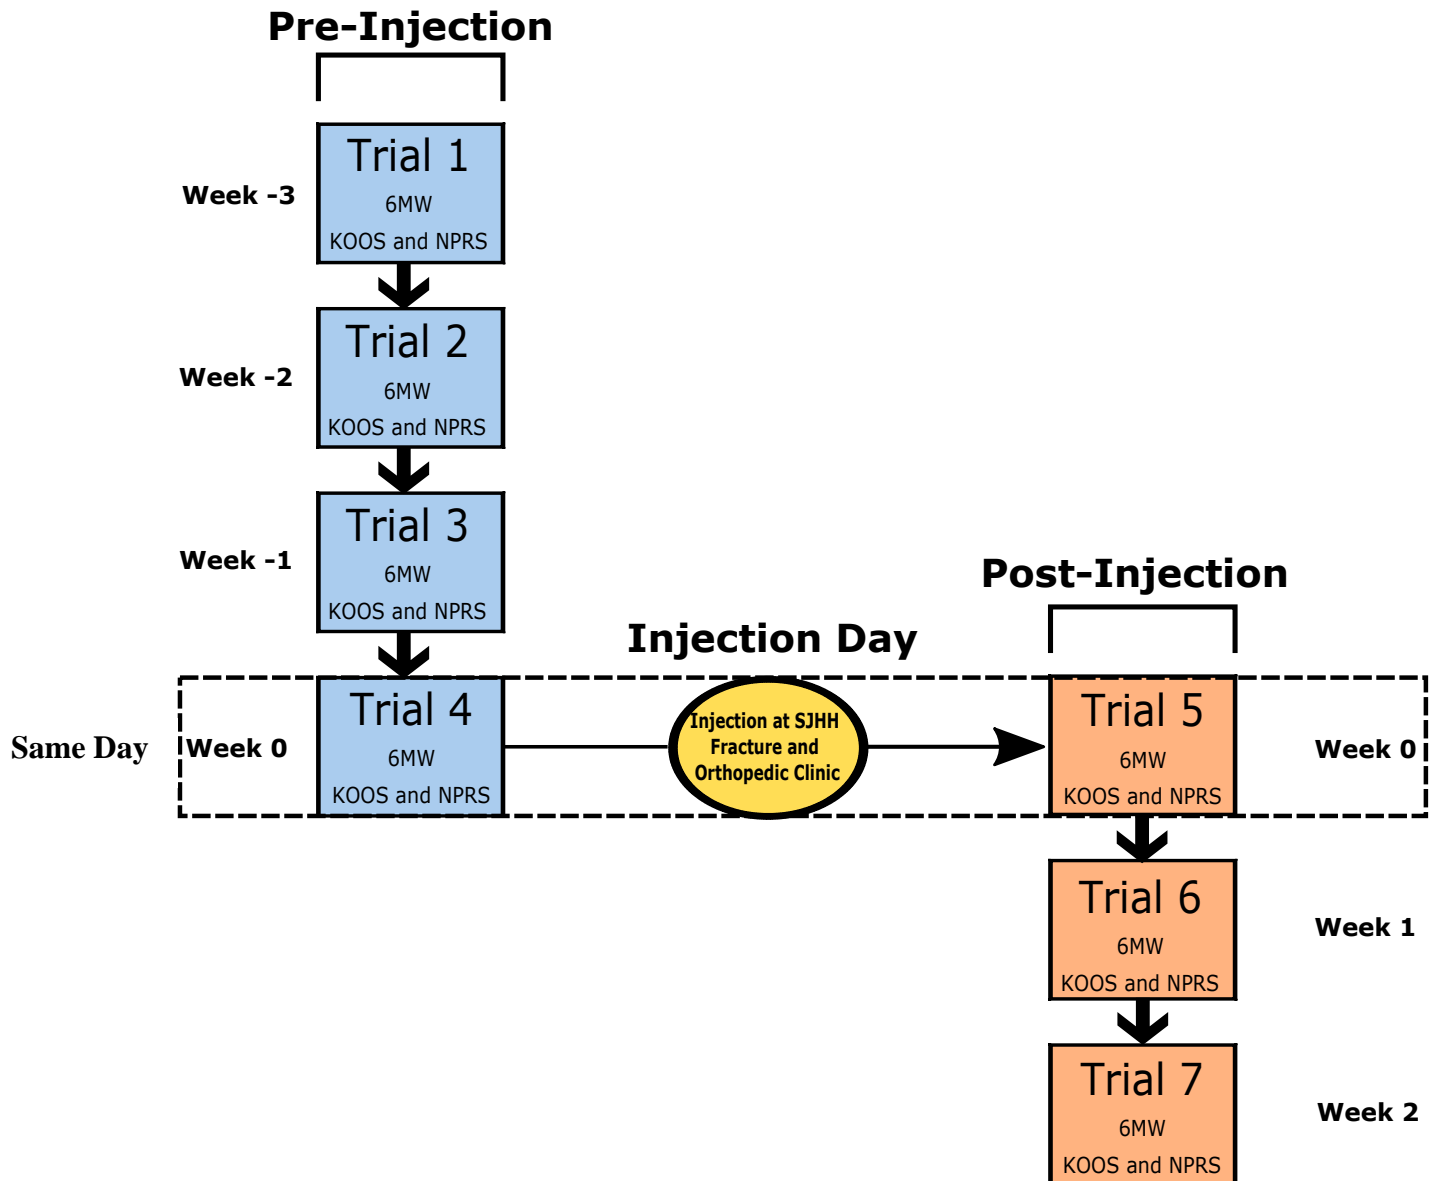 Pre-Injection
Week -3
Trial 1
6MW
KOOS and NPRS
Week -2
Trial 2
6MW
KOOS and NPRS
Week -1
Trial 3
6MW
KOOS and NPRS
Injection Day
Post-Injection
Same Day
Week 0
Trial 4
6MW
KOOS and NPRS
Injection at SJHH
Fracture and
Orthopedic Clinic
Trial 5
6MW
KOOS and NPRS
Week 0
Trial 6
6MW
KOOS and NPRS
Week 1
Trial 7
6MW
KOOS and NPRS
Week 2